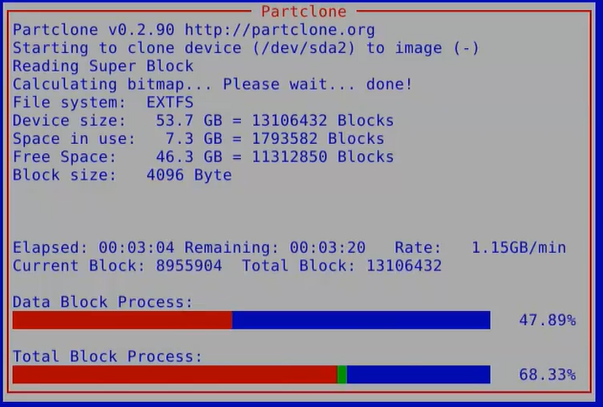 Partclone
Partclone v0.2.90 http://partclone.org
Starting to clone device (/dev/sda2) to image (-)
Reading Super Block
Calculating bitmap... Please wait... done!
File system:  EXTFS
Device size:   53.7 GB = 13106432 Blocks
Space in use:   7.3 GB = 1793582 Blocks
Free Space:    46.3 GB = 11312850 Blocks
Block size:   4096 Byte
Elapsed: 00:03:04 Remaining: 00:03:20   Rate:   1.15GB/min
Current Block: 8955904  Total Block: 13106432
Data Block Process:
47.89%
Total Block Process:
68.33%